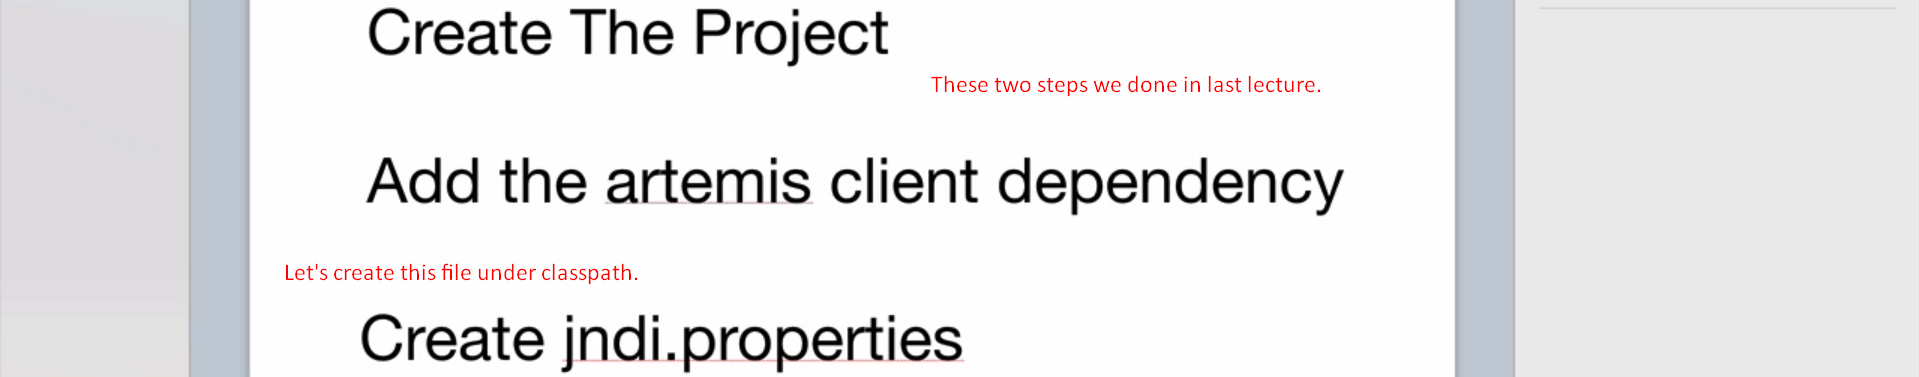 Create The Project
These two steps we done in last lecture.
Add the artemis client dependency
Let's create this file under classpath.
Create jndi.properties